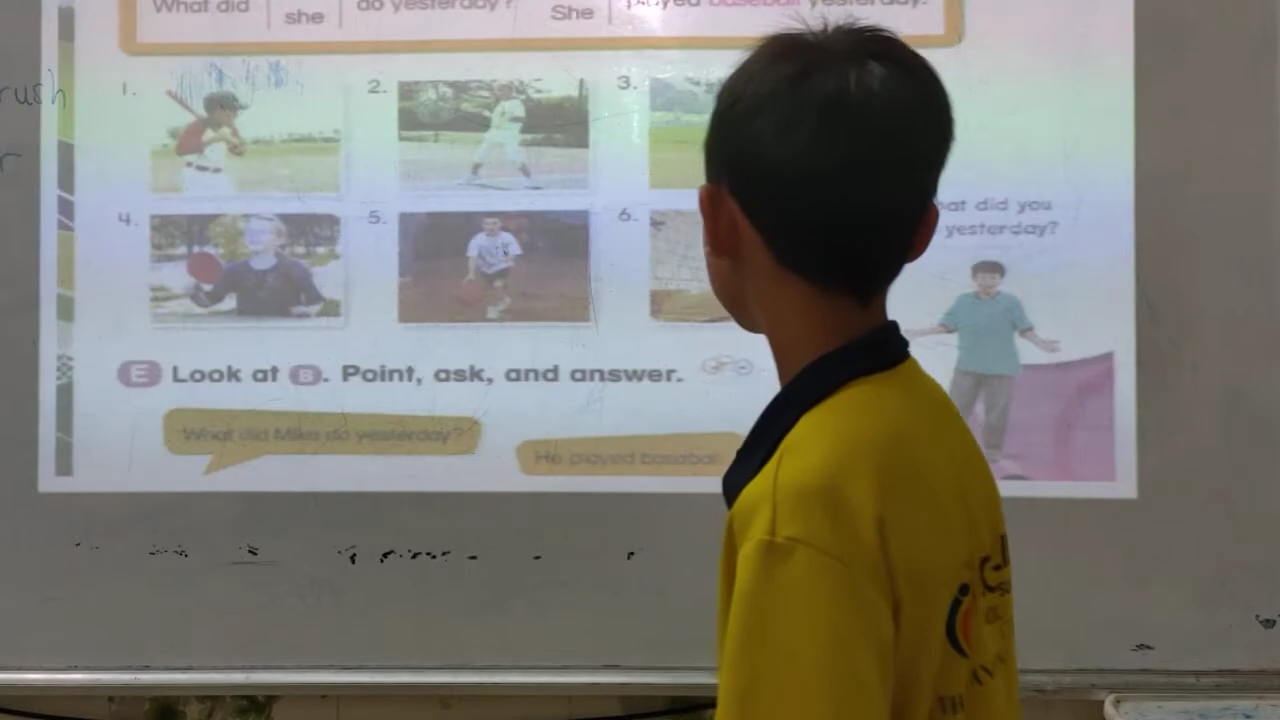 What did she do yesterday? She played baseball yesterday.
1. 2. 3.
hat did you
yesterday?
4. 5. 6.
E Look at B. Point, ask, and answer.
What did Mike do yesterday?
He played basebal